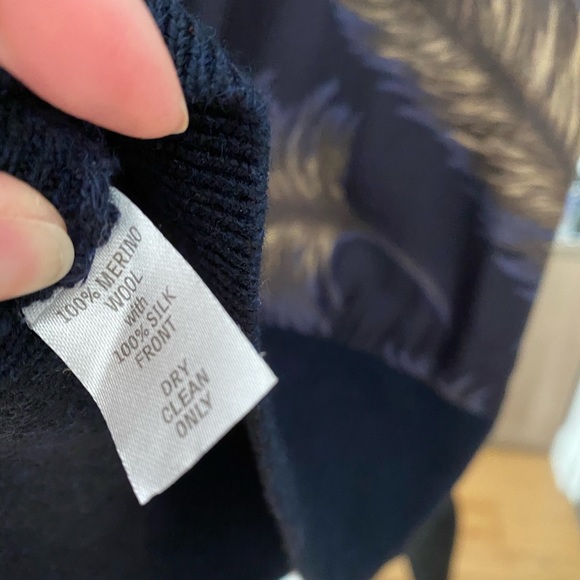 100% MERINO
WOOL
with
100% SILK
FRONT
DRY
CLEAN
ONLY